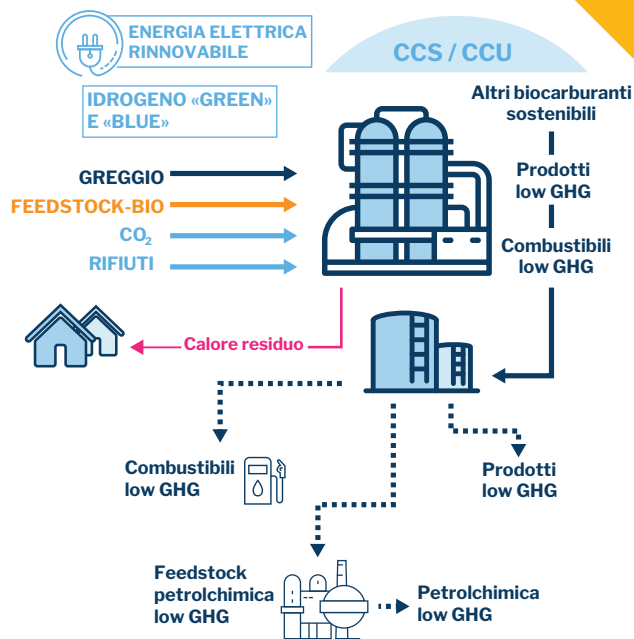 ENERGIA ELETTRICA
RINNOVABILE
CCS / CCU
IDROGENO «GREEN»
E «BLUE»
Altri biocarburanti
sostenibili
GREGGIO
Prodotti
low GHG
FEEDSTOCK-BIO
CO₂
Combustibili
low GHG
RIFIUTI
Calore residuo
Combustibili
low GHG
Prodotti
low GHG
Feedstock
petrolchimica
low GHG
Petrolchimica
low GHG